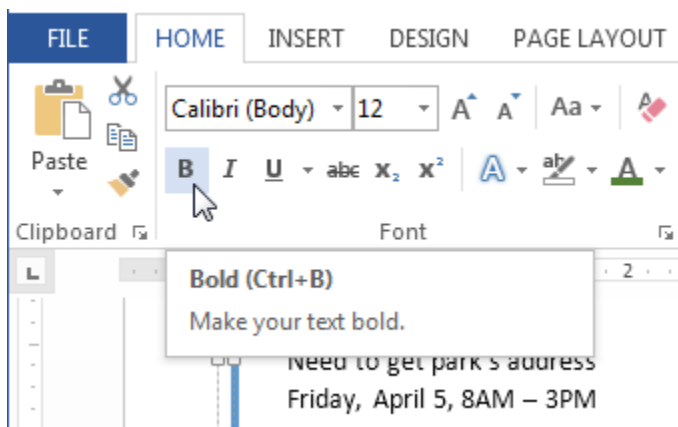 FILE HOME INSERT DESIGN PAGE LAYOUT
Calibri (Body) 12 A A Aa
Paste
B I U abc X₂ X² A ab A
Clipboard Font
L 2
Bold (Ctrl+B)
Make your text bold.
Need to get park's address
Friday, April 5, 8AM – 3PM